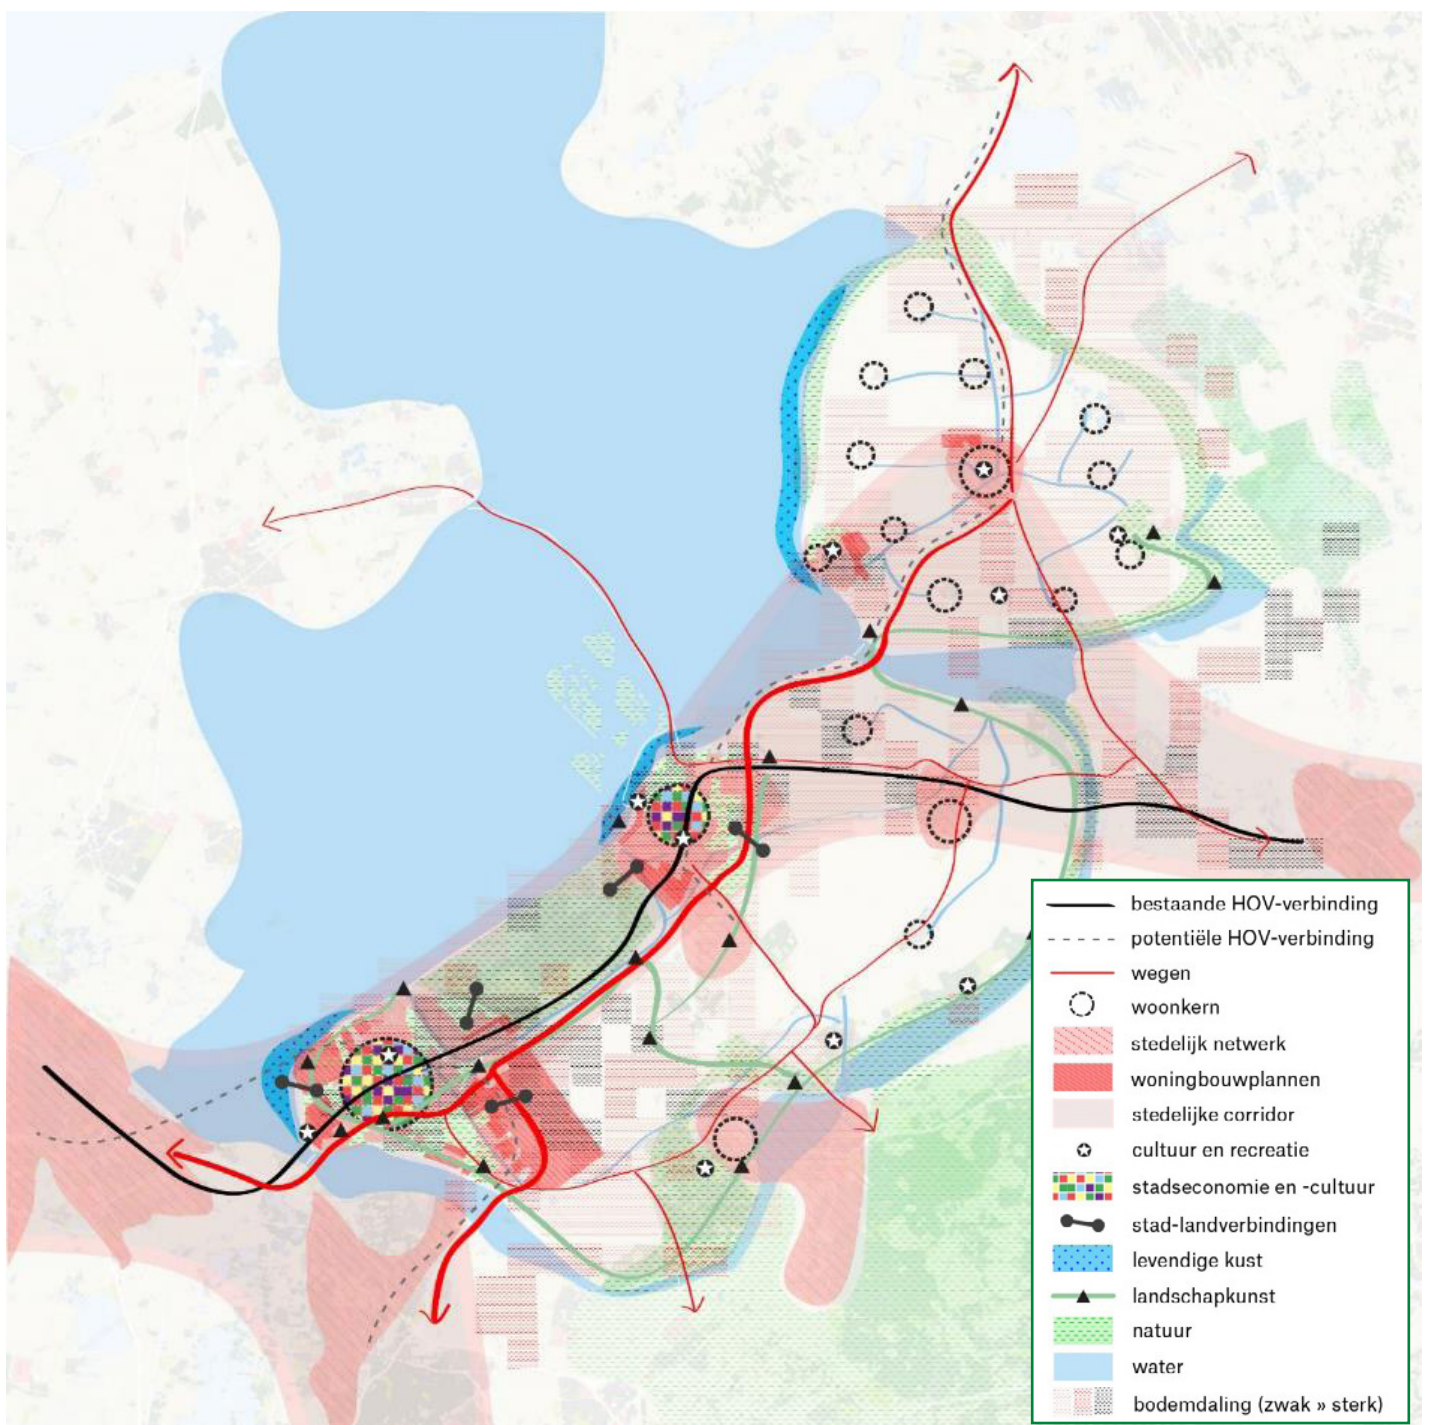 bestaande HOV-verbinding
potentiële HOV-verbinding
wegen
woonkern
stedelijk netwerk
woningbouwplannen
stedelijke corridor
cultuur en recreatie
stadseconomie en -cultuur
stad-landverbindingen
levendige kust
landschapkunst
natuur
water
bodemdaling (zwak » sterk)